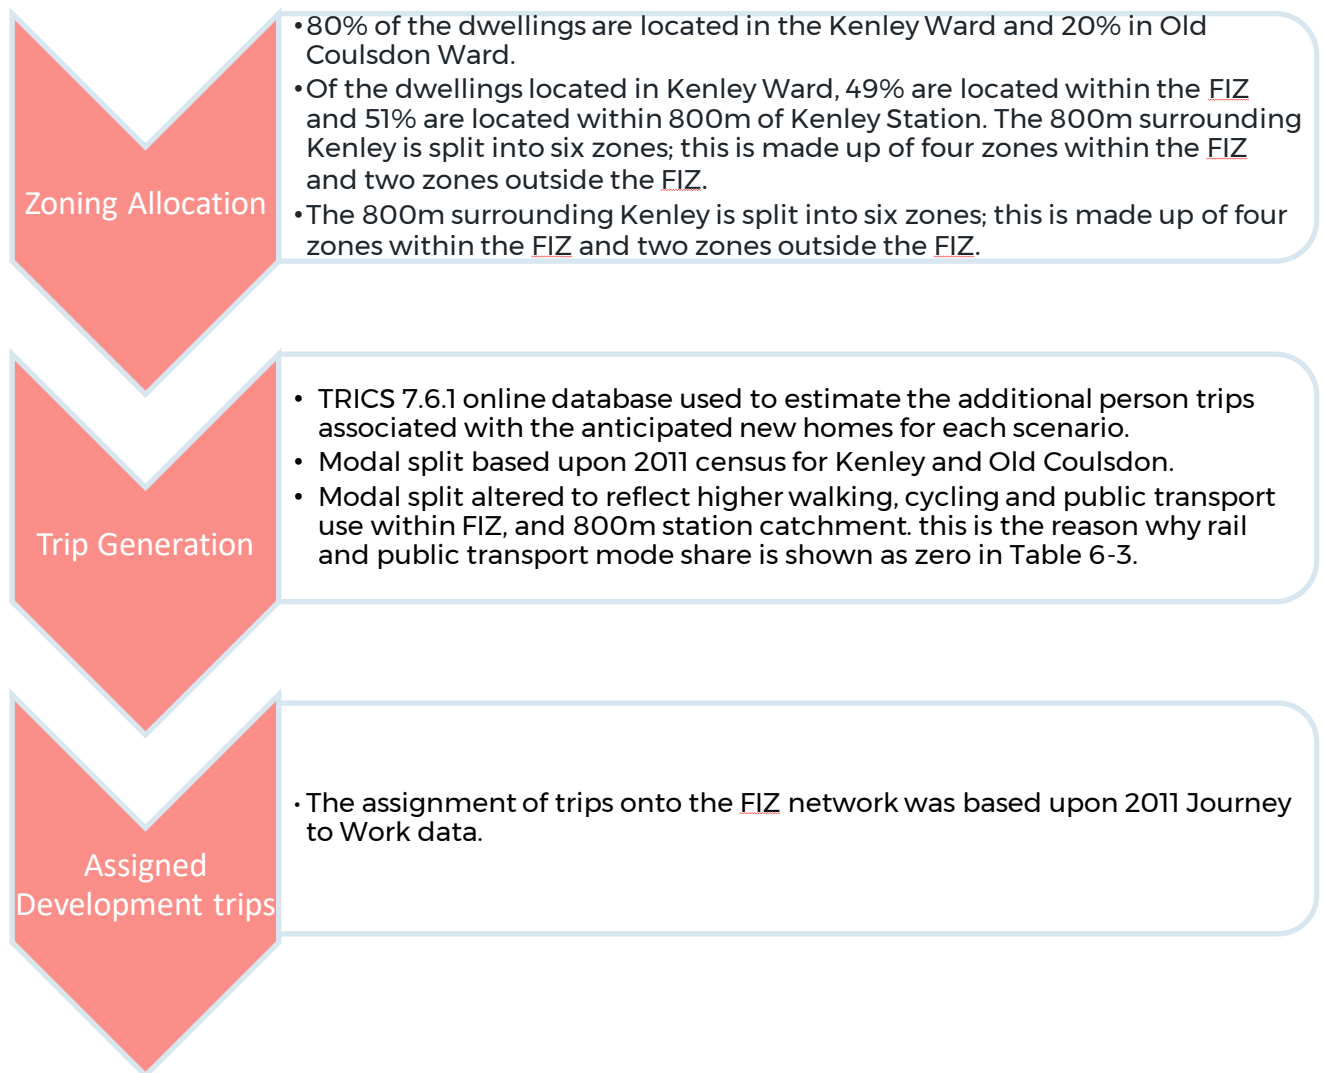 Zoning Allocation
•80% of the dwellings are located in the Kenley Ward and 20% in Old
Coulsdon Ward.
•Of the dwellings located in Kenley Ward, 49% are located within the FIZ
and 51% are located within 800m of Kenley Station. The 800m surrounding
Kenley is split into six zones; this is made up of four zones within the FIZ
and two zones outside the FIZ.
•The 800m surrounding Kenley is split into six zones; this is made up of four
zones within the FIZ and two zones outside the FIZ.
Trip Generation
• TRICS 7.6.1 online database used to estimate the additional person trips
associated with the anticipated new homes for each scenario.
• Modal split based upon 2011 census for Kenley and Old Coulsdon.
• Modal split altered to reflect higher walking, cycling and public transport
use within FIZ, and 800m station catchment. this is the reason why rail
and public transport mode share is shown as zero in Table 6-3.
Assigned
Development trips
• The assignment of trips onto the FIZ network was based upon 2011 Journey
to Work data.